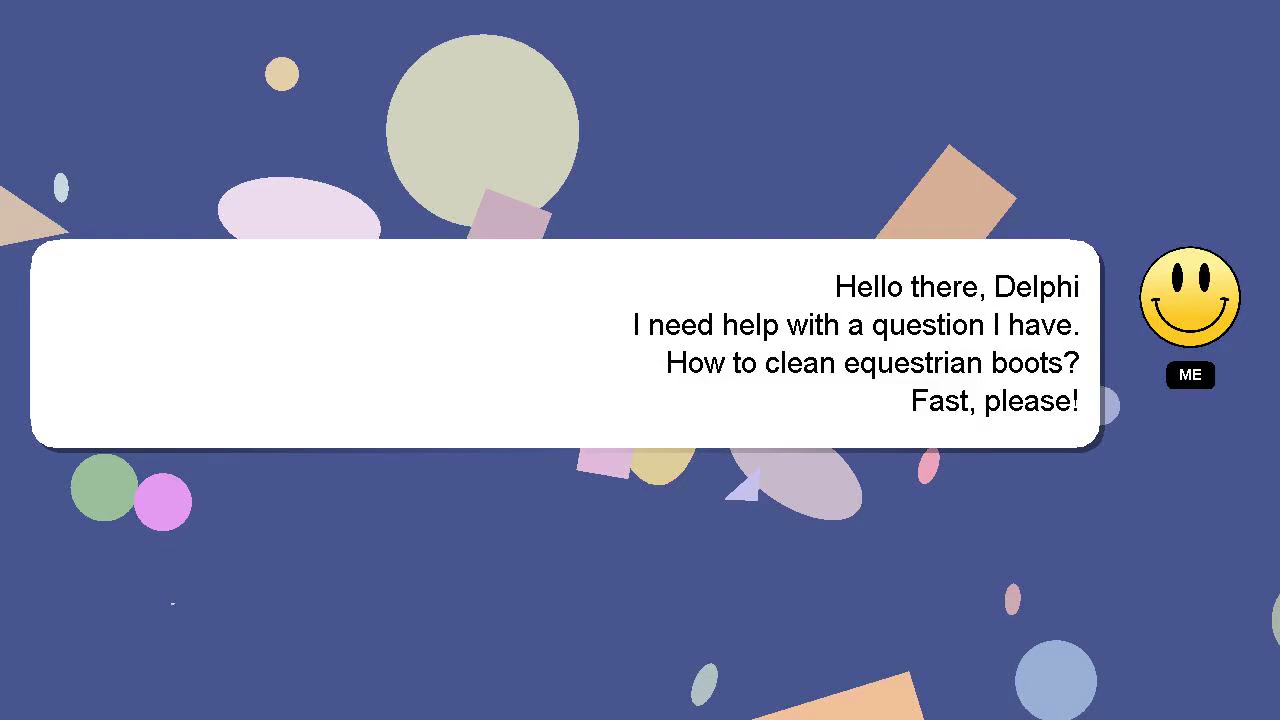 Hello there, Delphi
I need help with a question I have.
How to clean equestrian boots?
Fast, please!
ME